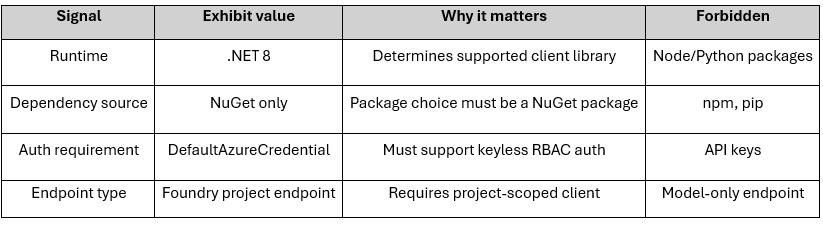 Signal Exhibit value Why it matters Forbidden
Runtime .NET 8 Determines supported client library Node/Python packages
Dependency source NuGet only Package choice must be a NuGet package npm, pip
Auth requirement DefaultAzureCredential Must support keyless RBAC auth API keys
Endpoint type Foundry project endpoint Requires project-scoped client Model-only endpoint